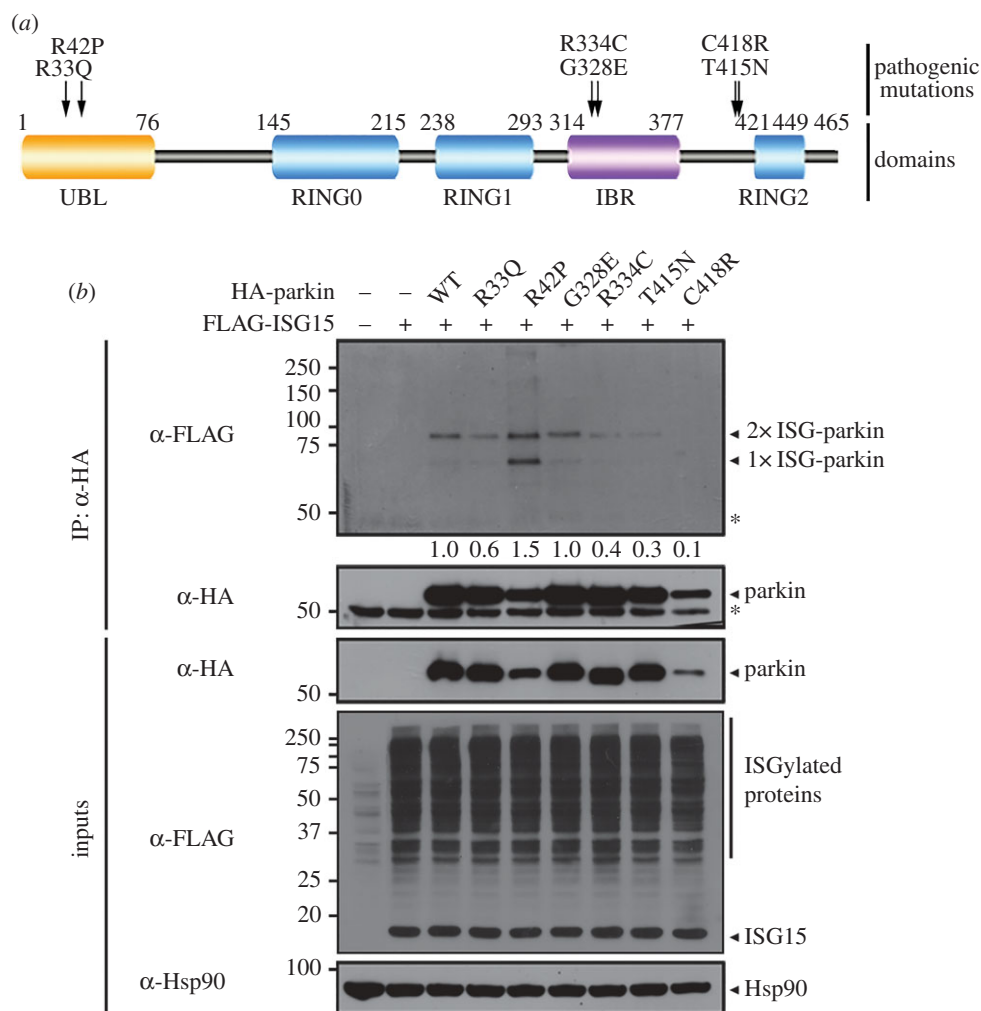 (a)
R42P
R33Q
R334C
G328E
C418R
T415N
pathogenic
mutations
1 76 145 215 238 293 314 377 421 449 465
domains
UBL RING0 RING1 IBR RING2
(b)
HA-parkin – – WT R33Q R42P G328E R334C T415N C418R
FLAG-ISG15 – + + + + + + + +
IP: α-HA
α-FLAG
250
150
100
75
50
2× ISG-parkin
1× ISG-parkin
*
1.0 0.6 1.5 1.0 0.4 0.3 0.1
α-HA
50
parkin
*
inputs
α-HA
50
parkin
α-FLAG
250
75
50
37
25
20
ISGylated
proteins
ISG15
α-Hsp90
100
Hsp90